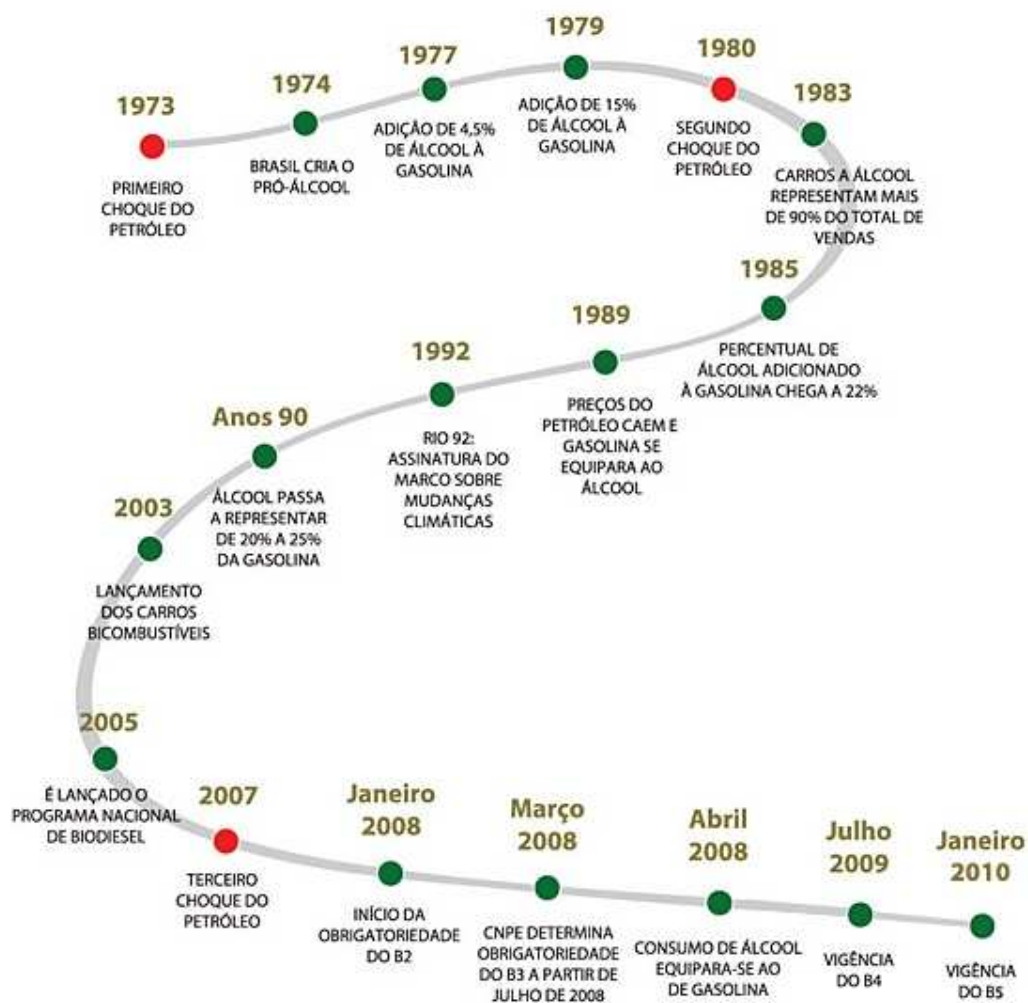 1973
PRIMEIRO
CHOQUE DO
PETRÓLEO
1974
BRASIL CRIA O
PRÓ-ÁLCOOL
1977
ADIÇÃO DE 4,5%
DE ÁLCOOL À
GASOLINA
1979
ADIÇÃO DE 15%
DE ÁLCOOL À
GASOLINA
1980
SEGUNDO
CHOQUE DO
PETRÓLEO
1983
CARROS A ÁLCOOL
REPRESENTAM MAIS
DE 90% DO TOTAL DE
VENDAS
1985
PERCENTUAL DE
ÁLCOOL ADICIONADO
À GASOLINA CHEGA A 22%
1989
PREÇOS DO
PETRÓLEO CAEM E
GASOLINA SE
EQUIPARA AO
ÁLCOOL
1992
RIO 92:
ASSINATURA DO
MARCO SOBRE
MUDANÇAS
CLIMÁTICAS
Anos 90
ÁLCOOL PASSA
A REPRESENTAR
DE 20% A 25%
DA GASOLINA
2003
LANÇAMENTO
DOS CARROS
BICOMBUSTÍVEIS
2005
É LANÇADO O
PROGRAMA NACIONAL
DE BIODIESEL
2007
TERCEIRO
CHOQUE DO
PETRÓLEO
Janeiro
2008
INÍCIO DA
OBRIGATORIEDADE
DO B2
Março
2008
CNPE DETERMINA
OBRIGATORIEDADE
DO B3 A PARTIR DE
JULHO DE 2008
Abril
2008
CONSUMO DE ÁLCOOL
EQUIPARA-SE AO
DE GASOLINA
Julho
2009
VIGÊNCIA
DO B4
Janeiro
2010
VIGÊNCIA
DO B5